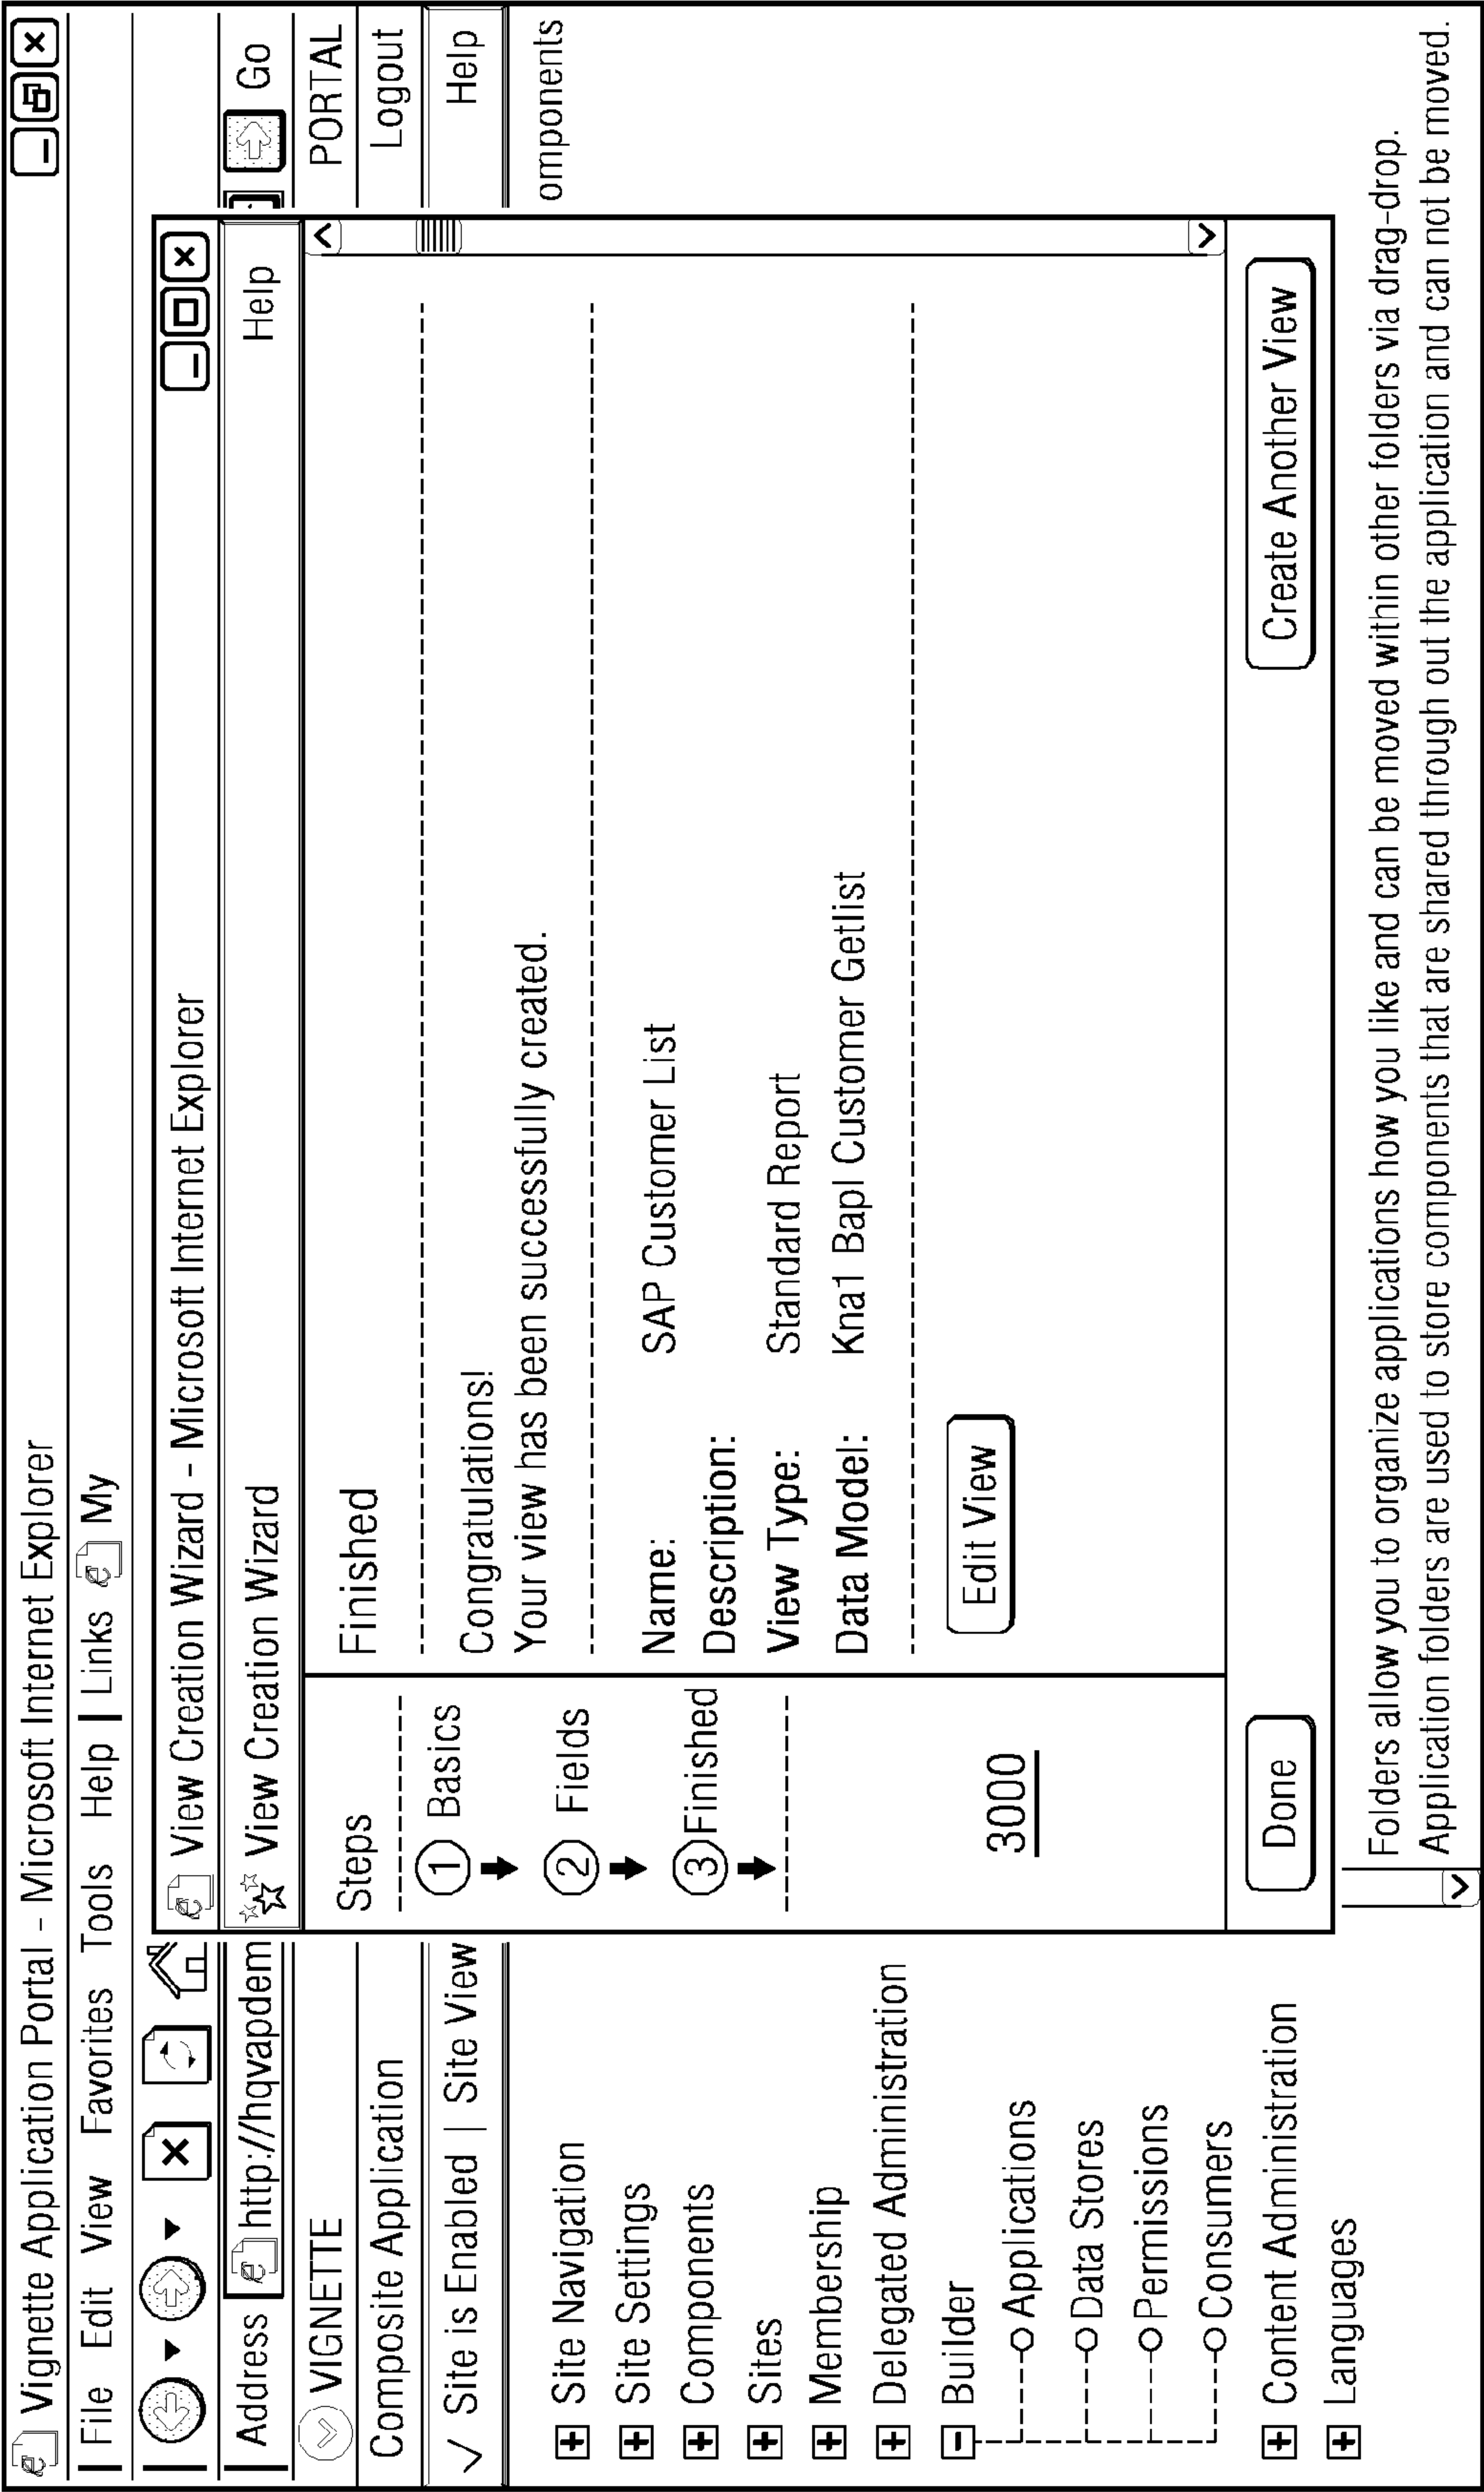 Vignette Application Portal - Microsoft Internet Explorer
File Edit View Favorites Tools Help | Links My
Address http://hqvapdem Go
VIGNETTE PORTAL
Composite Application Logout
Site is Enabled | Site View Help
omponents
Site Navigation
Site Settings
Components
Sites
Membership
Delegated Administration
Builder
Applications
Data Stores
Permissions
Consumers
Content Administration
Languages
View Creation Wizard - Microsoft Internet Explorer
View Creation Wizard Help
Steps
1 Basics
2 Fields
3 Finished
3000
Finished
Congratulations!
Your view has been successfully created.
Name: SAP Customer List
Description:
View Type: Standard Report
Data Model: Kna1 Bapl Customer Getlist
Edit View
Done Create Another View
Folders allow you to organize applications how you like and can be moved within other folders via drag-drop.
Application folders are used to store components that are shared through out the application and can not be moved.